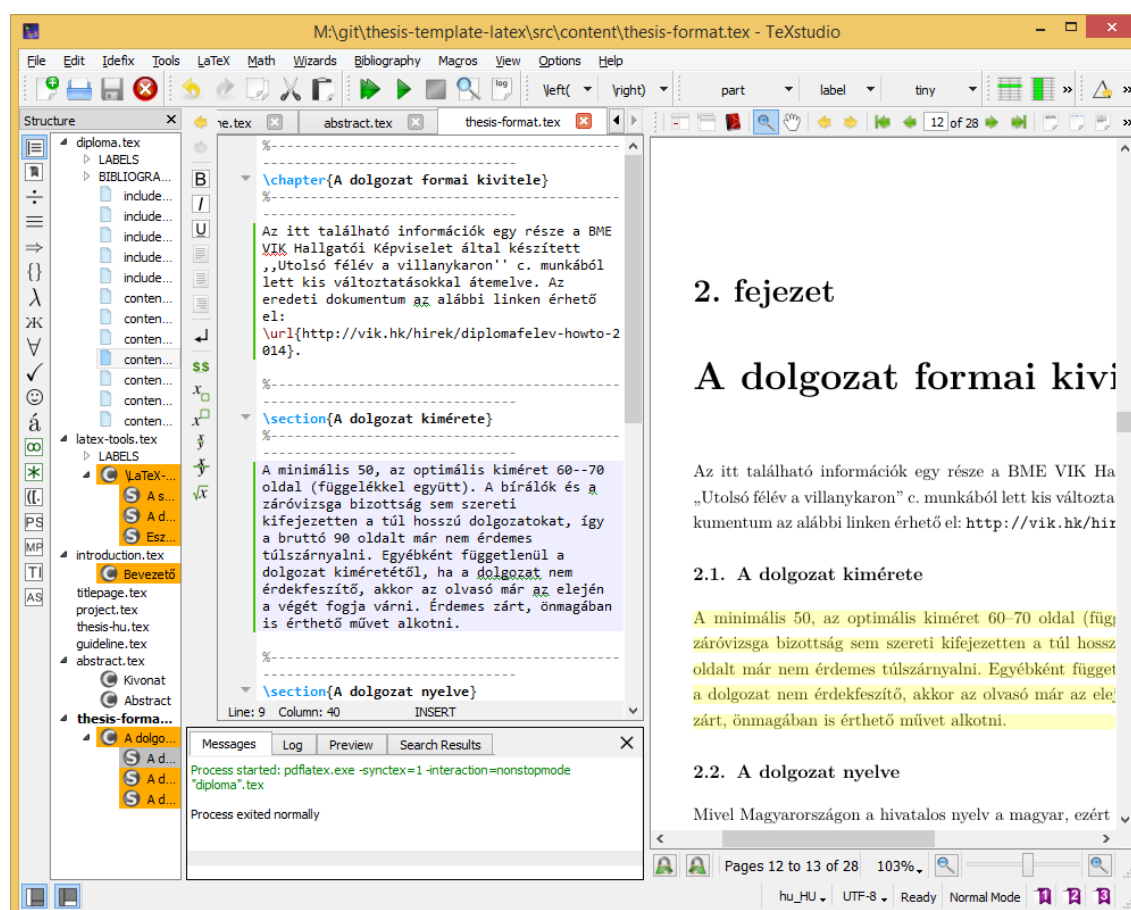 M:\git\thesis-template-latex\src\content\thesis-format.tex - TeXstudio
File Edit Idefix Tools LaTeX Math Wizards Bibliography Macros View Options Help
log \left( \right) part label tiny »
Structure
ne.tex abstract.tex thesis-format.tex
12 of 28 »
diploma.tex
LABELS
BIBLIOGRA...
include...
include...
include...
include...
include...
conten...
conten...
conten...
conten...
conten...
conten...
conten...
latex-tools.tex
LABELS
\LaTeX-...
A s...
A d...
Esz...
introduction.tex
Bevezető
titlepage.tex
project.tex
thesis-hu.tex
guideline.tex
abstract.tex
Kivonat
Abstract
thesis-forma...
A dolgo...
A d...
A d...
A d...
PS
MP
TI
AS
B
I
U
$$
%-----------------------------------------
------------------------------
\chapter{A dolgozat formai kivitele}
%-----------------------------------------
------------------------------
Az itt található információk egy része a BME
VIK Hallgatói Képviselet által készített
,,Utolsó félév a villanykaron'' c. munkából
lett kis változtatásokkal átemelve. Az
eredeti dokumentum az alábbi linken érhető
el:
\url{http://vik.hk/hirek/diplomafelev-howto-2
014}.
%-----------------------------------------
------------------------------
\section{A dolgozat kimérete}
%-----------------------------------------
------------------------------
A minimális 50, az optimális kiméret 60--70
oldal (függelékkel együtt). A bírálók és a
záróvizsga bizottság sem szereti
kifejezetten a túl hosszú dolgozatokat, így
a bruttó 90 oldalt már nem érdemes
túlszárnyalni. Egyébként függetlenül a
dolgozat kiméretétől, ha a dolgozat nem
érdekfeszítő, akkor az olvasó már az elején
a végét fogja várni. Érdemes zárt, önmagában
is érthető művet alkotni.
%-----------------------------------------
------------------------------
\section{A dolgozat nyelve}
Line: 9 Column: 40 INSERT
Messages Log Preview Search Results
Process started: pdflatex.exe -synctex=1 -interaction=nonstopmode
"diploma".tex
Process exited normally
2. fejezet
A dolgozat formai kivi
Az itt található információk egy része a BME VIK Ha
„Utolsó félév a villanykaron” c. munkából lett kis változta
kumentum az alábbi linken érhető el: http://vik.hk/hir
2.1. A dolgozat kimérete
A minimális 50, az optimális kiméret 60–70 oldal (függ
záróvizsga bizottság sem szereti kifejezetten a túl hossz
oldalt már nem érdemes túlszárnyalni. Egyébként függet
a dolgozat nem érdekfeszítő, akkor az olvasó már az elej
zárt, önmagában is érthető művet alkotni.
2.2. A dolgozat nyelve
Mivel Magyarországon a hivatalos nyelv a magyar, ezért
Pages 12 to 13 of 28 103%
hu_HU UTF-8 Ready Normal Mode 1 2 3